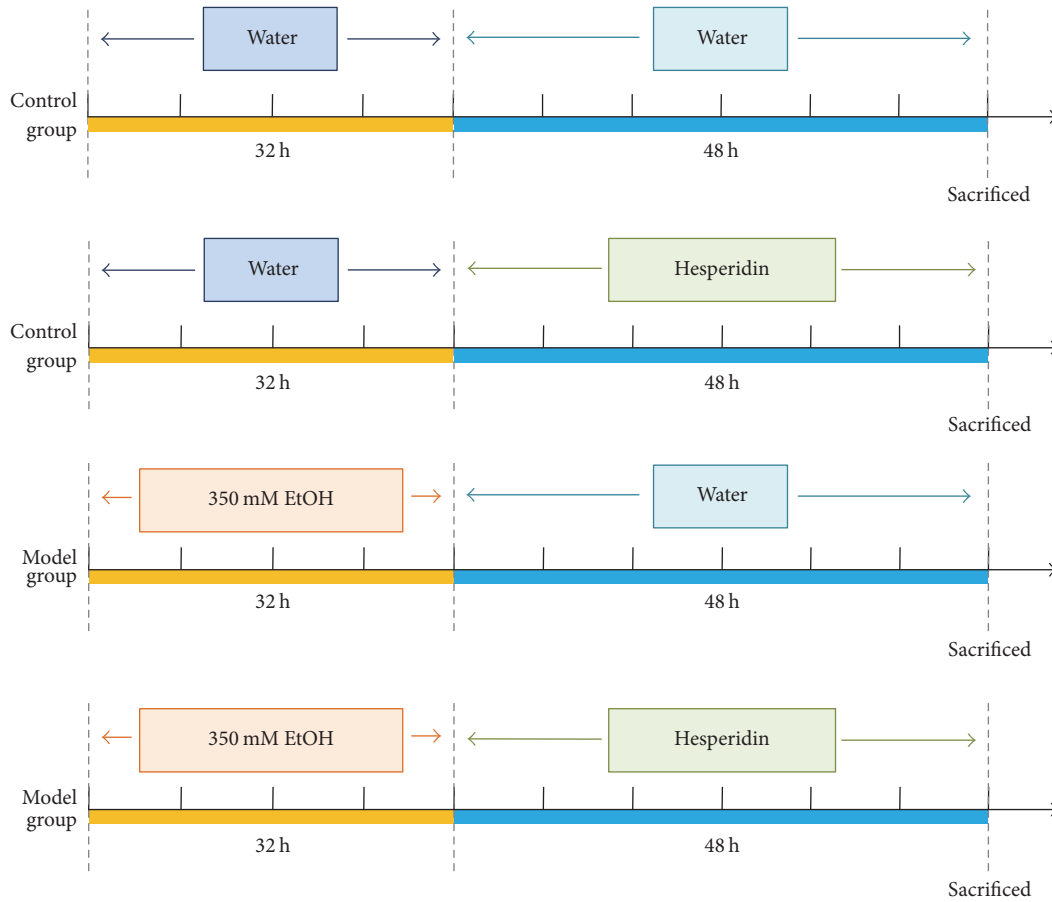 Water
Water
Control
group
32 h
48 h
Sacrificed
Water
Hesperidin
Control
group
32 h
48 h
Sacrificed
350 mM EtOH
Water
Model
group
32 h
48 h
Sacrificed
350 mM EtOH
Hesperidin
Model
group
32 h
48 h
Sacrificed